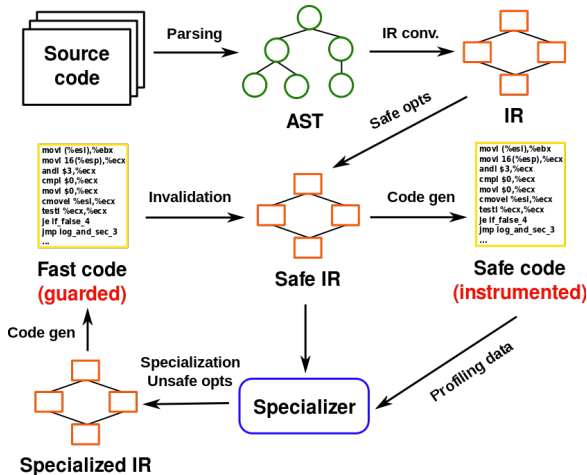 Source
code
Parsing
AST
IR conv.
IR
Safe opts
movl (%esi),%ebx
movl 16(%esp),%ecx
andl $3,%ecx
cmpl $0,%ecx
movl $0,%ecx
cmovel %esi,%ecx
testl %ecx,%ecx
je if_false_4
jmp log_and_sec_3
...
Fast code
(guarded)
Invalidation
Safe IR
Code gen
movl (%esi),%ebx
movl 16(%esp),%ecx
andl $3,%ecx
cmpl $0,%ecx
movl $0,%ecx
cmovel %esi,%ecx
testl %ecx,%ecx
je if_false_4
jmp log_and_sec_3
...
Safe code
(instrumented)
Code gen
Specialization
Unsafe opts
Specializer
Profiling data
Specialized IR